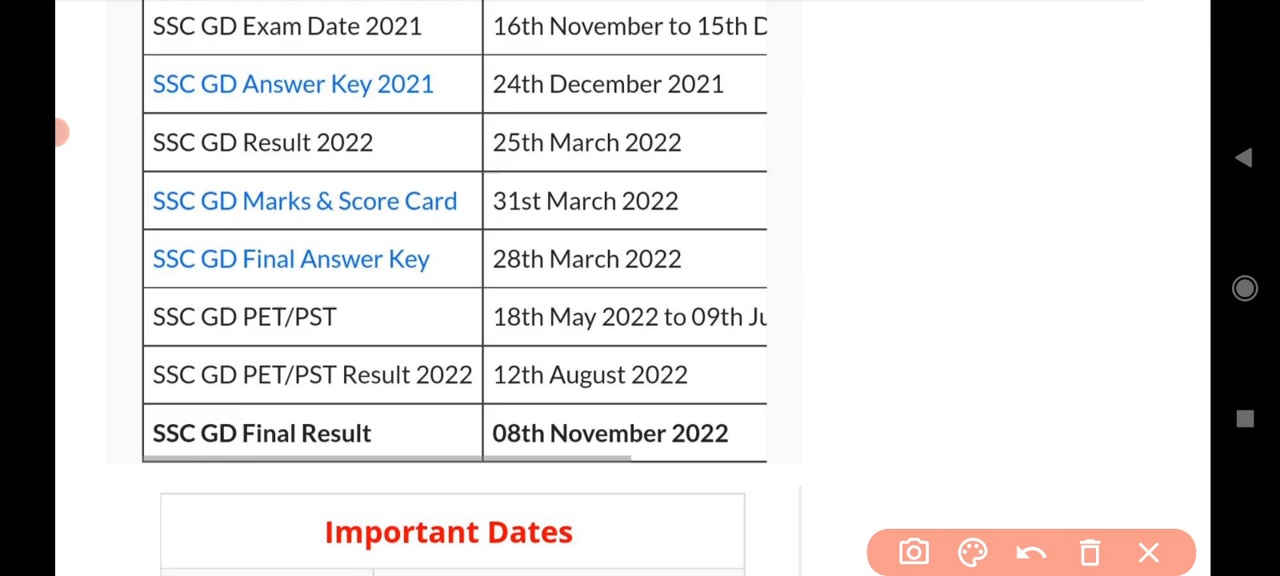 SSC GD Exam Date 2021 16th November to 15th D
SSC GD Answer Key 2021 24th December 2021
SSC GD Result 2022 25th March 2022
SSC GD Marks & Score Card 31st March 2022
SSC GD Final Answer Key 28th March 2022
SSC GD PET/PST 18th May 2022 to 09th Ju
SSC GD PET/PST Result 2022 12th August 2022
SSC GD Final Result 08th November 2022
Important Dates